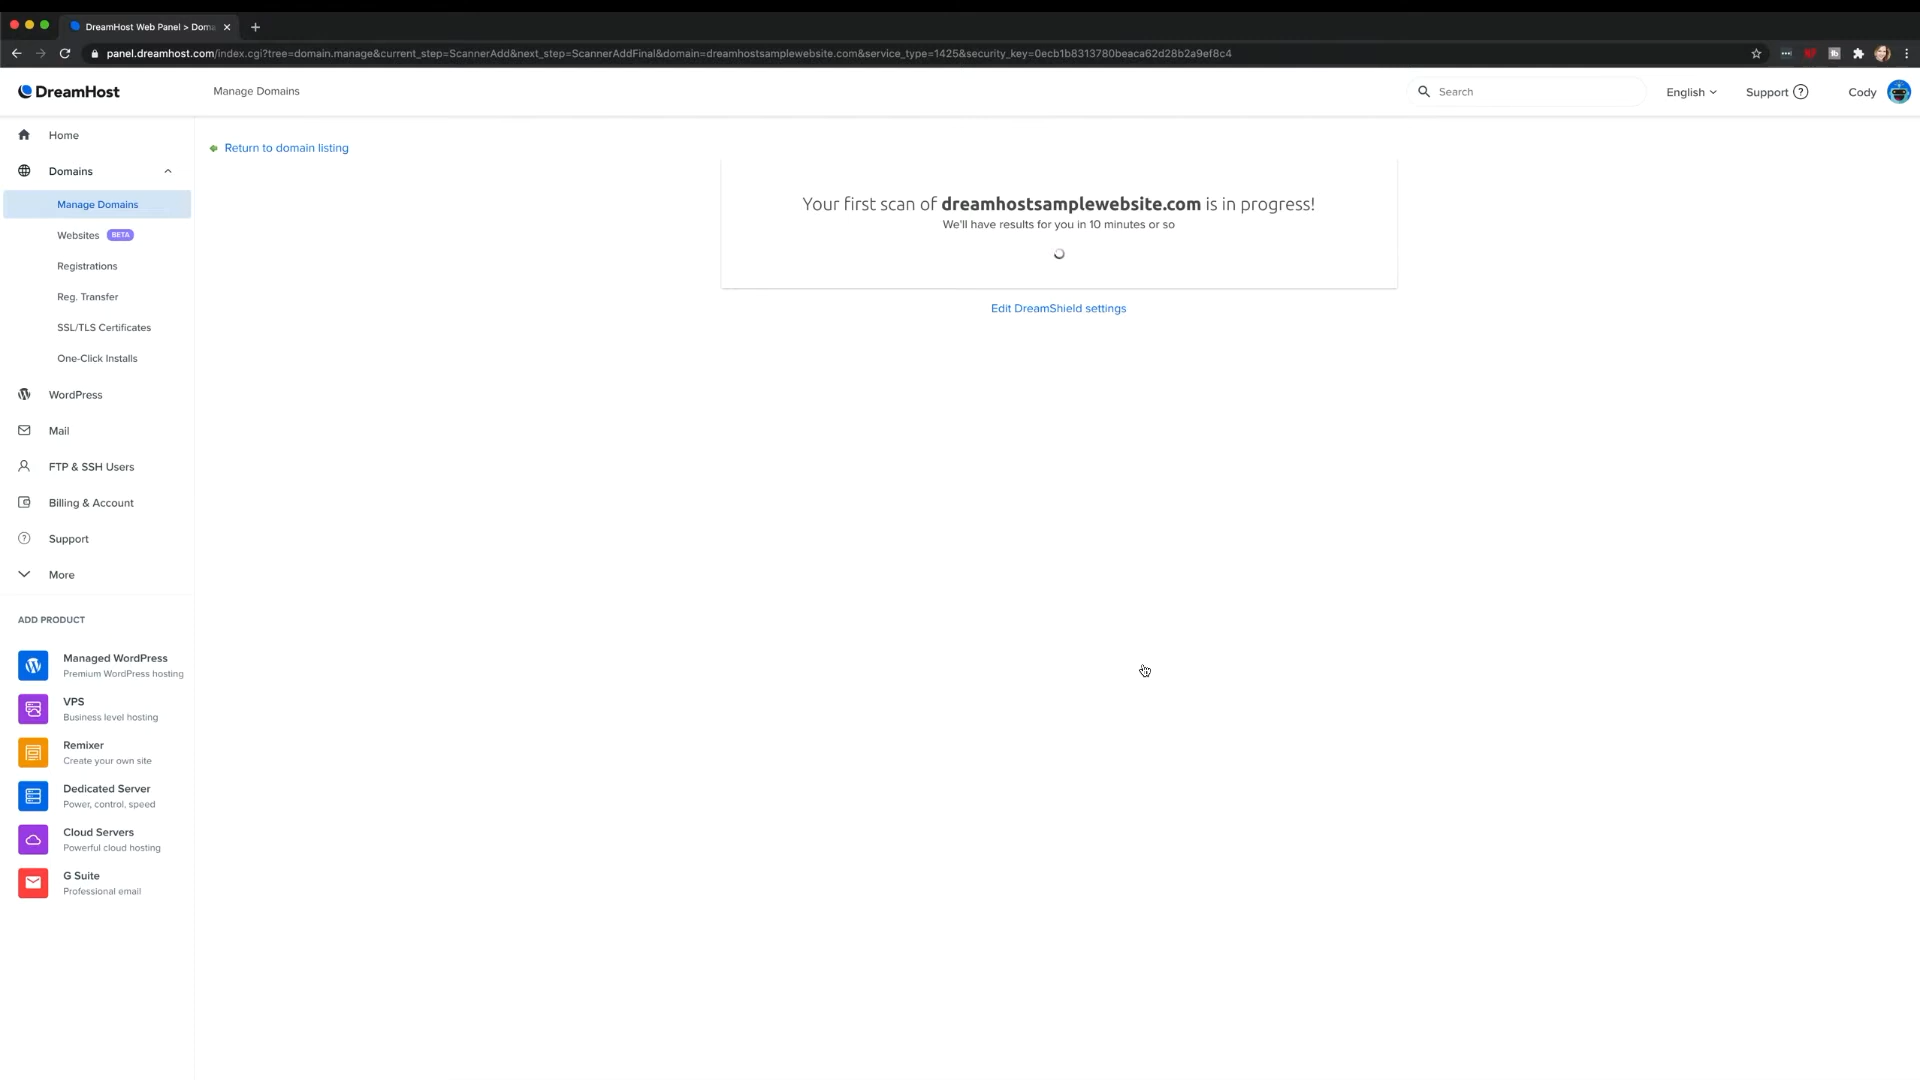 DreamHost Web Panel > Doma
panel.dreamhost.com/index.cgi?tree=domain.manage&current_step=ScannerAdd&next_step=ScannerAddFinal&domain=dreamhostsamplewebsite.com&service_type=1425&security_key=0ecb1b8313780beaca62d28b2a9ef8c4
DreamHost
Manage Domains
Search
English
Support
Cody
Home
Domains
Manage Domains
Websites BETA
Registrations
Reg. Transfer
SSL/TLS Certificates
One-Click Installs
WordPress
Mail
FTP & SSH Users
Billing & Account
Support
More
ADD PRODUCT
Managed WordPress
Premium WordPress hosting
VPS
Business level hosting
Remixer
Create your own site
Dedicated Server
Power, control, speed
Cloud Servers
Powerful cloud hosting
G Suite
Professional email
Return to domain listing
Your first scan of dreamhostsamplewebsite.com is in progress!
We'll have results for you in 10 minutes or so
Edit DreamShield settings